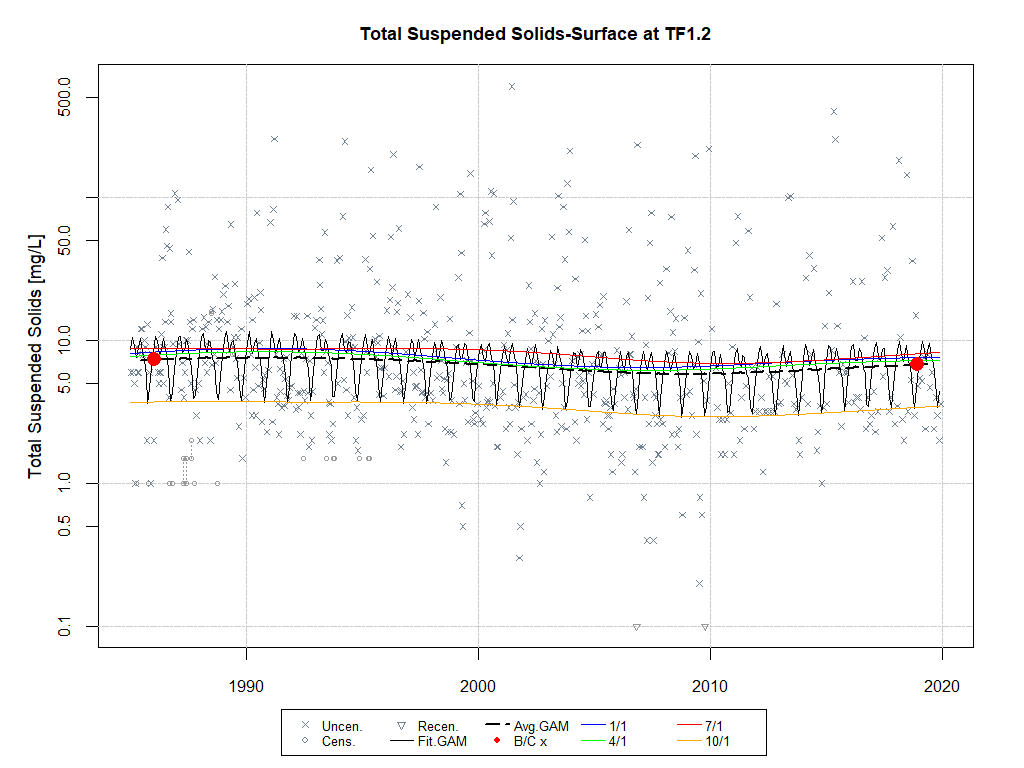 Total Suspended Solids-Surface at TF1.2
Total Suspended Solids [mg/L]
500.0
50.0
10.0
5.0
1.0
0.5
0.1
1990 2000 2010 2020
Uncen. Recen. Avg.GAM 1/1 7/1
Cens. Fit.GAM B/C x 4/1 10/1